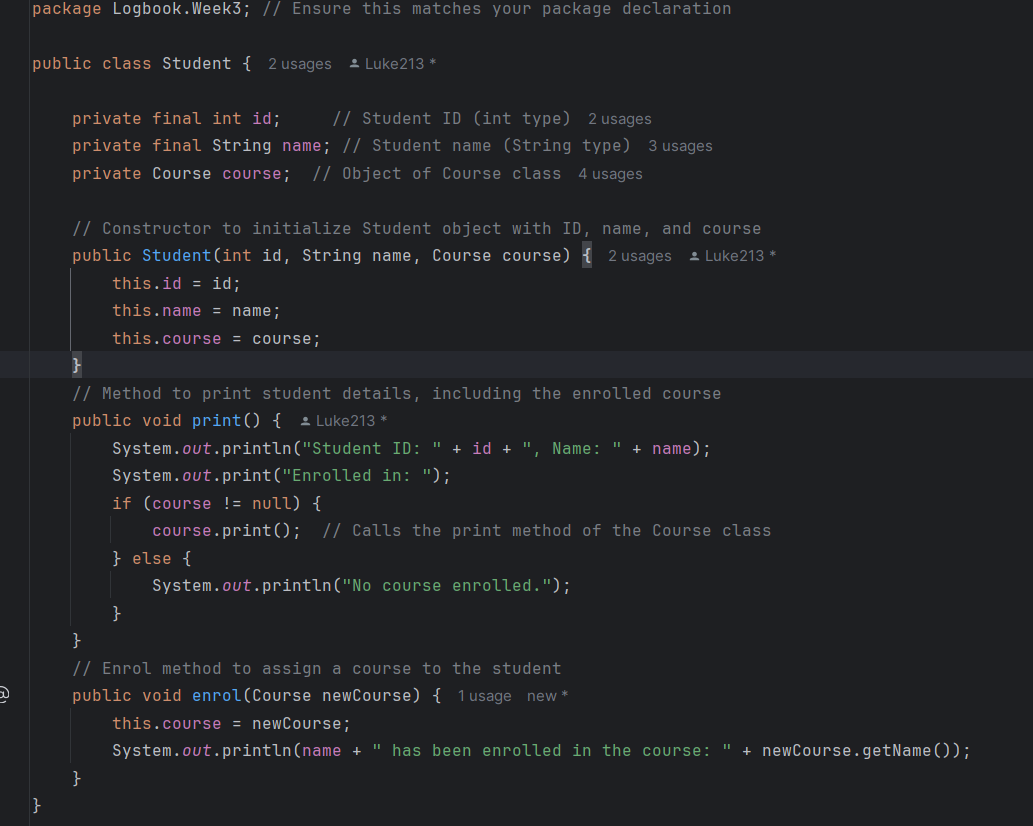 package Logbook.Week3; // Ensure this matches your package declaration
public class Student { 2 usages Luke213 *
private final int id; // Student ID (int type) 2 usages
private final String name; // Student name (String type) 3 usages
private Course course; // Object of Course class 4 usages
// Constructor to initialize Student object with ID, name, and course
public Student(int id, String name, Course course) { 2 usages Luke213 *
this.id = id;
this.name = name;
this.course = course;
}
// Method to print student details, including the enrolled course
public void print() { Luke213 *
System.out.println("Student ID: " + id + ", Name: " + name);
System.out.print("Enrolled in: ");
if (course != null) {
course.print(); // Calls the print method of the Course class
} else {
System.out.println("No course enrolled.");
}
}
// Enrol method to assign a course to the student
@ public void enrol(Course newCourse) { 1 usage new *
this.course = newCourse;
System.out.println(name + " has been enrolled in the course: " + newCourse.getName());
}
}